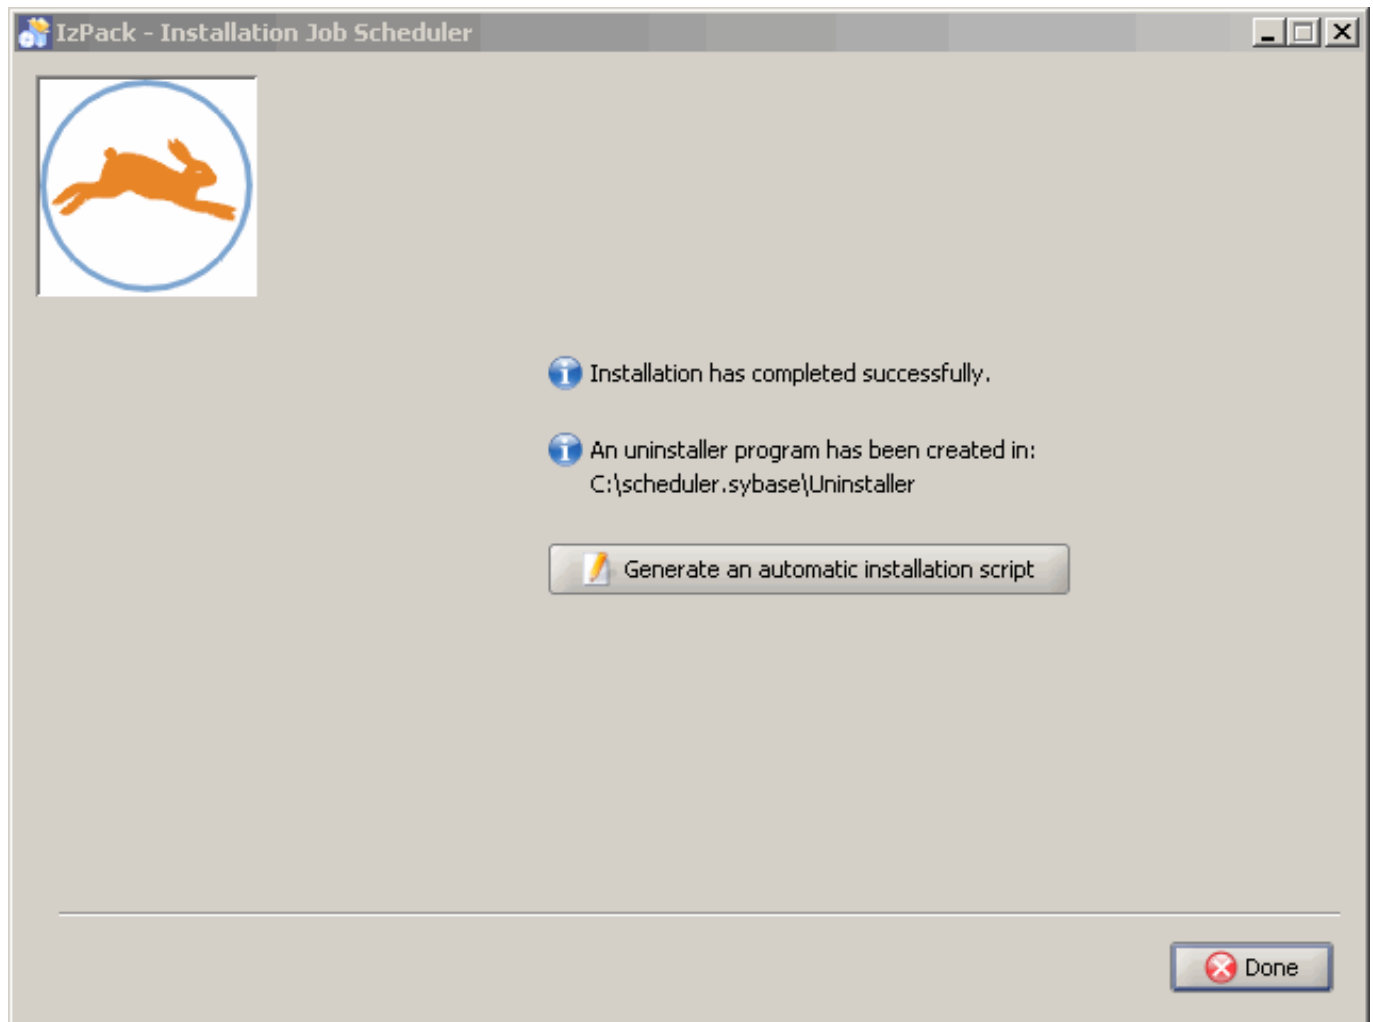 IzPack - Installation Job Scheduler
Installation has completed successfully.
An uninstaller program has been created in:
C:\scheduler.sybase\Uninstaller
Generate an automatic installation script
Done